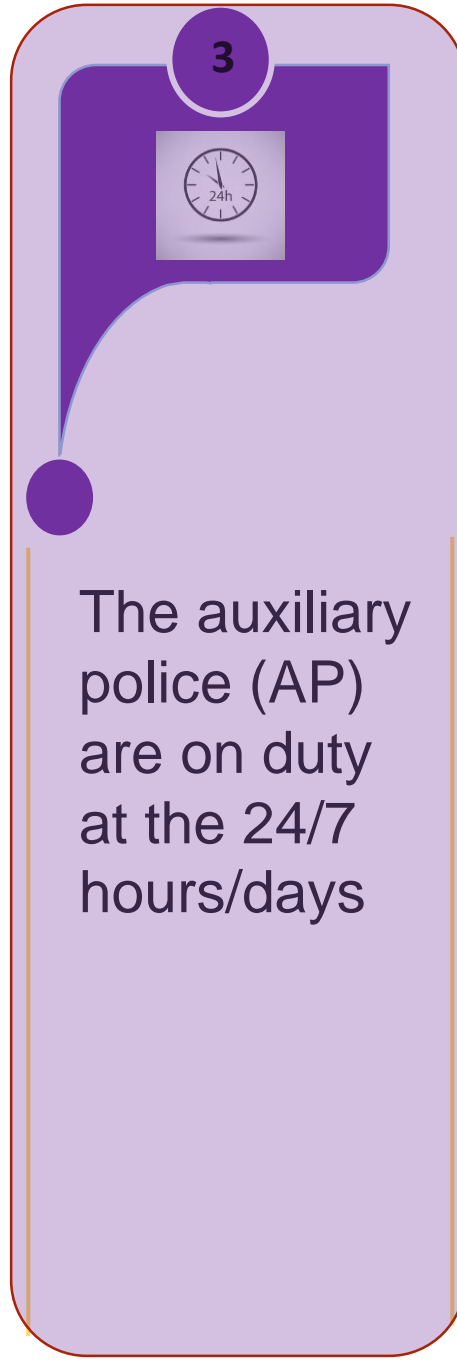 3
24h
The auxiliary
police (AP)
are on duty
at the 24/7
hours/days